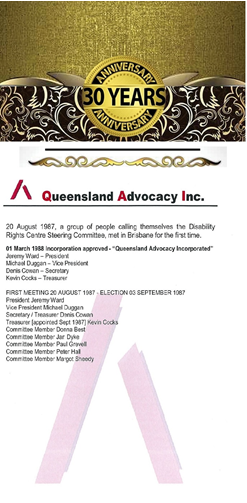 ANNIVERSARY
30 YEARS
ANNIVERSARY
Queensland Advocacy Inc.
20 August 1987, a group of people calling themselves the Disability
Rights Centre Steering Committee, met in Brisbane for the first time.
01 March 1988 incorporation approved - “Queensland Advocacy Incorporated”
Jeremy Ward – President
Michael Duggan – Vice President
Denis Cowan – Secretary
Kevin Cocks – Treasurer
FIRST MEETING 20 AUGUST 1987 - ELECTION 03 SEPTEMBER 1987
President Jeremy Ward
Vice President Michael Duggan
Secretary / Treasurer Denis Cowan
Treasurer [appointed Sept 1987] Kevin Cocks
Committee Member Donna Best
Committee Member Jan Dyke
Committee Member Paul Grevell
Committee Member Peter Hall
Committee Member Margot Sheedy